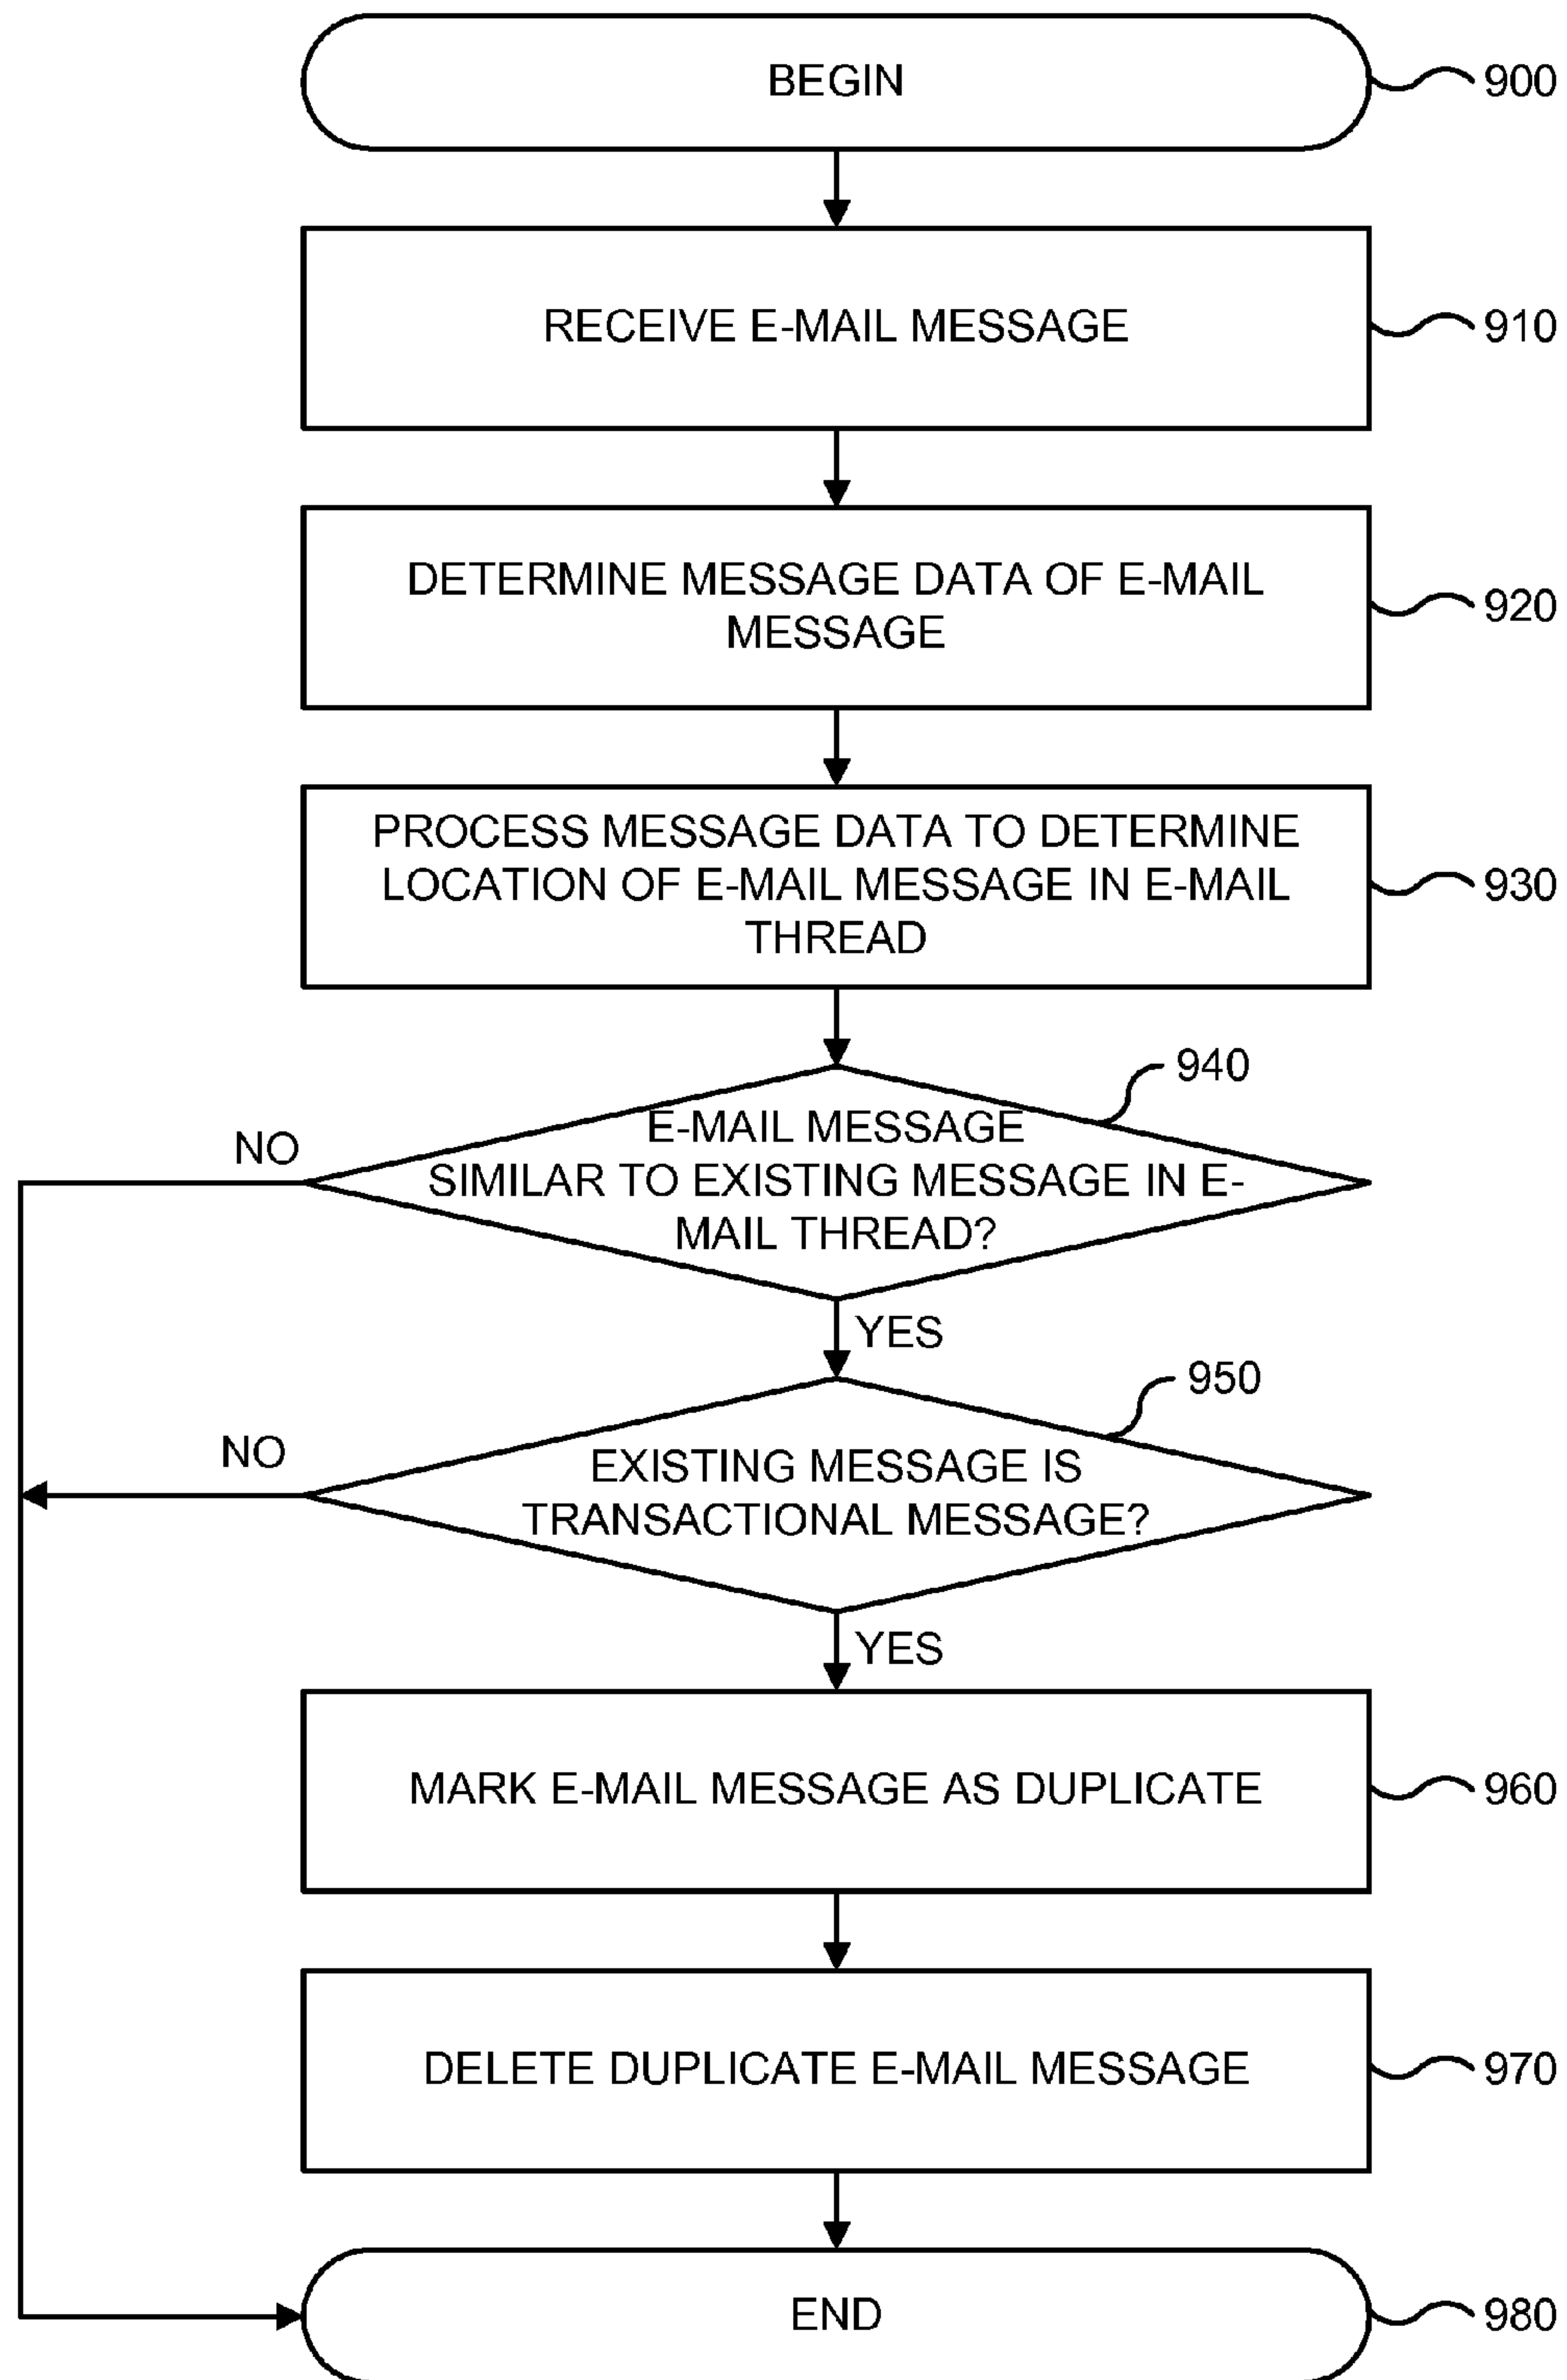 BEGIN
900
RECEIVE E-MAIL MESSAGE
910
DETERMINE MESSAGE DATA OF E-MAIL
MESSAGE
920
PROCESS MESSAGE DATA TO DETERMINE
LOCATION OF E-MAIL MESSAGE IN E-MAIL
THREAD
930
940
E-MAIL MESSAGE
SIMILAR TO EXISTING MESSAGE IN E-
MAIL THREAD?
NO
YES
950
EXISTING MESSAGE IS
TRANSACTIONAL MESSAGE?
NO
YES
MARK E-MAIL MESSAGE AS DUPLICATE
960
DELETE DUPLICATE E-MAIL MESSAGE
970
END
980